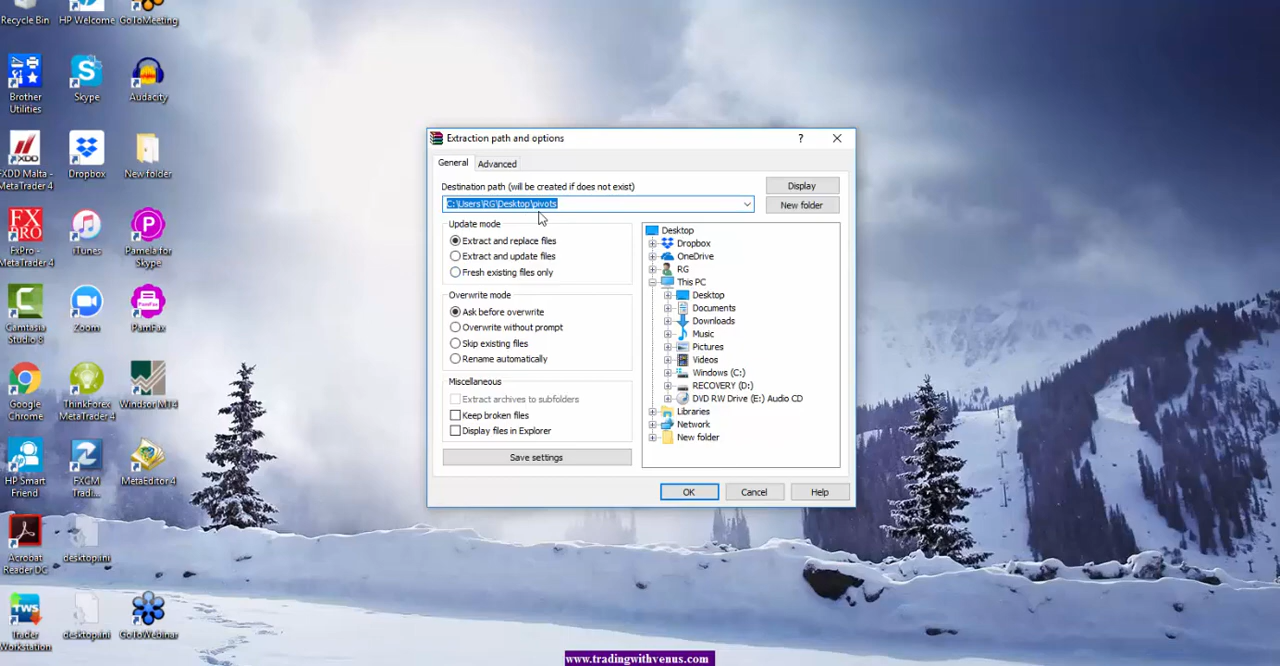 Recycle Bin
HP Welcome
GoToMeeting
Brother
Utilities
Skype
Audacity
FXDD Malta -
MetaTrader 4
Dropbox
New folder
FxPro -
MetaTrader 4
iTunes
Pamela for
Skype
Camtasia
Studio 8
Zoom
PamFax
Google
Chrome
ThinkForex
MetaTrader 4
Windsor MT4
HP Smart
Friend
FXCM
Tradi...
MetaEditor 4
Acrobat
Reader DC
desktop.ini
TWS
Trader
Workstation
desktop.ini
GoToWebinar
Extraction path and options
General
Advanced
Destination path (will be created if does not exist)
Display
C:\Users\RG\Desktop\pivots
New folder
Update mode
Extract and replace files
Extract and update files
Fresh existing files only
Overwrite mode
Ask before overwrite
Overwrite without prompt
Skip existing files
Rename automatically
Miscellaneous
Extract archives to subfolders
Keep broken files
Display files in Explorer
Save settings
Desktop
Dropbox
OneDrive
RG
This PC
Desktop
Documents
Downloads
Music
Pictures
Videos
Windows (C:)
RECOVERY (D:)
DVD RW Drive (E:) Audio CD
Libraries
Network
New folder
OK
Cancel
Help
www.tradingwithvenus.com